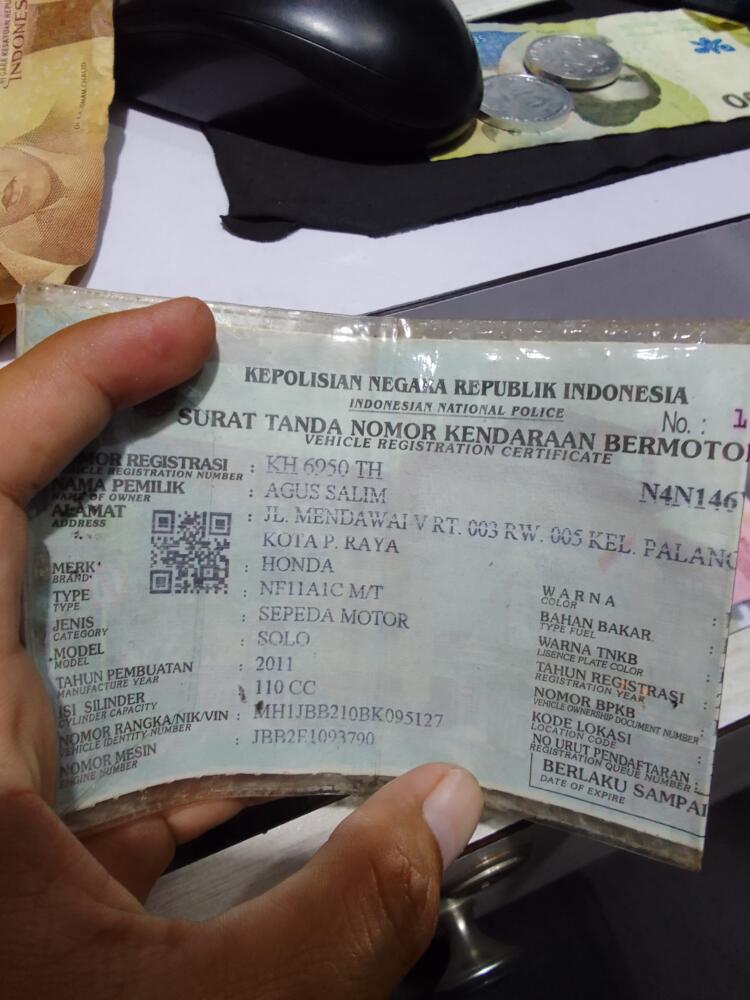 INDONES
KEPOLISIAN NEGARA REPUBLIK INDONESIA
INDONESIAN NATIONAL POLICE
No. : 1
SURAT TANDA NOMOR KENDARAAN BERMOTO
VEHICLE REGISTRATION CERTIFICATE
MOR REGISTRASI : KH 6950 TH
VEHICLE REGISTRATION NUMBER
NAMA PEMILIK : AGUS SALIM N4N146
NAME OF OWNER
ALAMAT : JL. MENDAWAI V RT. 003 RW. 005 KEL. PALANG
ADDRESS
KOTA P. RAYA
MERK : HONDA
BRAND
TYPE : NF11A1C M/T
TYPE
JENIS : SEPEDA MOTOR
CATEGORY
MODEL : SOLO
MODEL
TAHUN PEMBUATAN : 2011
MANUFACTURE YEAR
ISI SILINDER : 110 CC
CYLINDER CAPACITY
NOMOR RANGKA/NIK/VIN : MH1JBB210BK095127
VEHICLE IDENTITY NUMBER
NOMOR MESIN : JBB2E1093790
ENGINE NUMBER
WARNA :
COLOR
BAHAN BAKAR :
TYPE FUEL
WARNA TNKB :
LISENCE PLATE COLOR
TAHUN REGISTRASI :
REGISTRATION YEAR
NOMOR BPKB :
VEHICLE OWNERSHIP DOCUMENT NUMBER
KODE LOKASI :
LOCATION CODE
NO URUT PENDAFTARAN :
REGISTRATION QUEUE NUMBER
BERLAKU SAMPAI
DATE OF EXPIRE